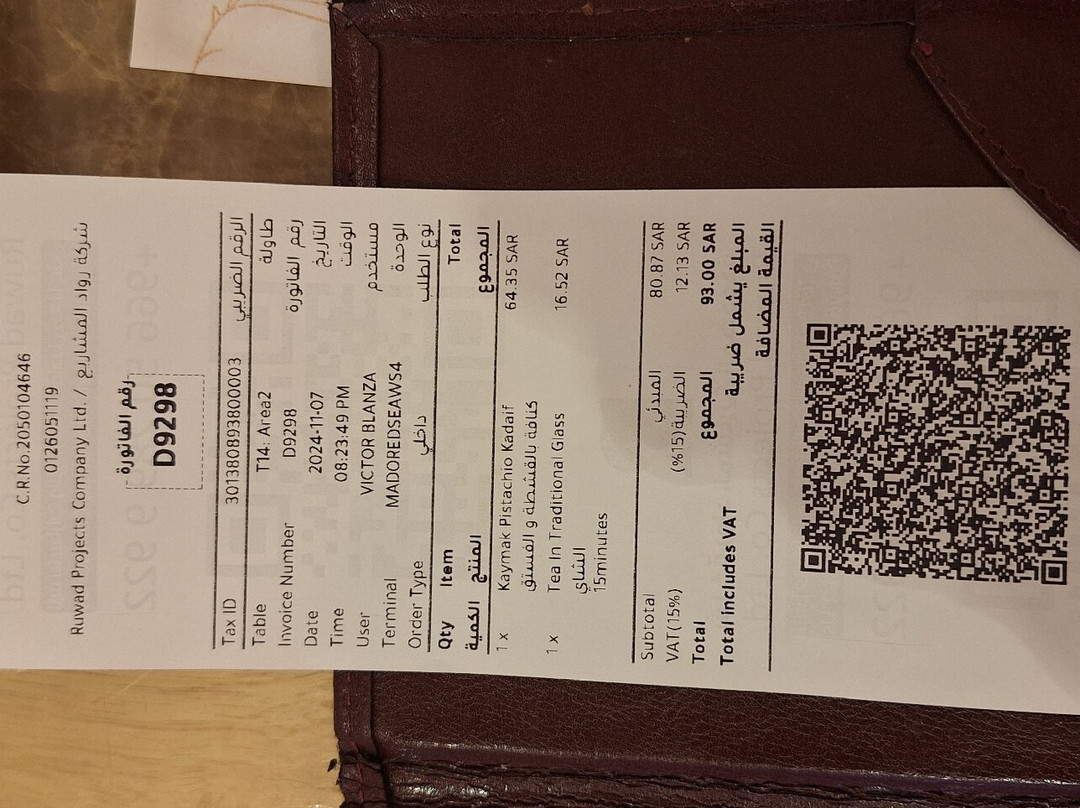 C.R.No.2050104646
0126051119
Ruwad Projects Company Ltd. / شركة رواد المشاريع
رقم الفاتورة
D9298
Tax ID 301380893800003 الرقم الضريبي
Table T14: Area2 طاولة
Invoice Number D9298 رقم الفاتورة
Date 2024-11-07 التاريخ
Time 08:23:49 PM الوقت
User VICTOR BLANZA مستخدم
Terminal MADOREDSEAWS4 الوحدة
Order Type داخلي نوع الطلب
Qty Item Total
الكمية المنتج المجموع
1 x Kaymak Pistachio Kadaif 64.35 SAR
كنافة بالقشطة و الفستق
1 x Tea In Traditional Glass 16.52 SAR
الشاي
15minutes
Subtotal المبدئي 80.87 SAR
VAT(15%) الضريبة (15%) 12.13 SAR
Total المجموع 93.00 SAR
Total includes VAT المبلغ يشمل ضريبة
القيمة المضافة